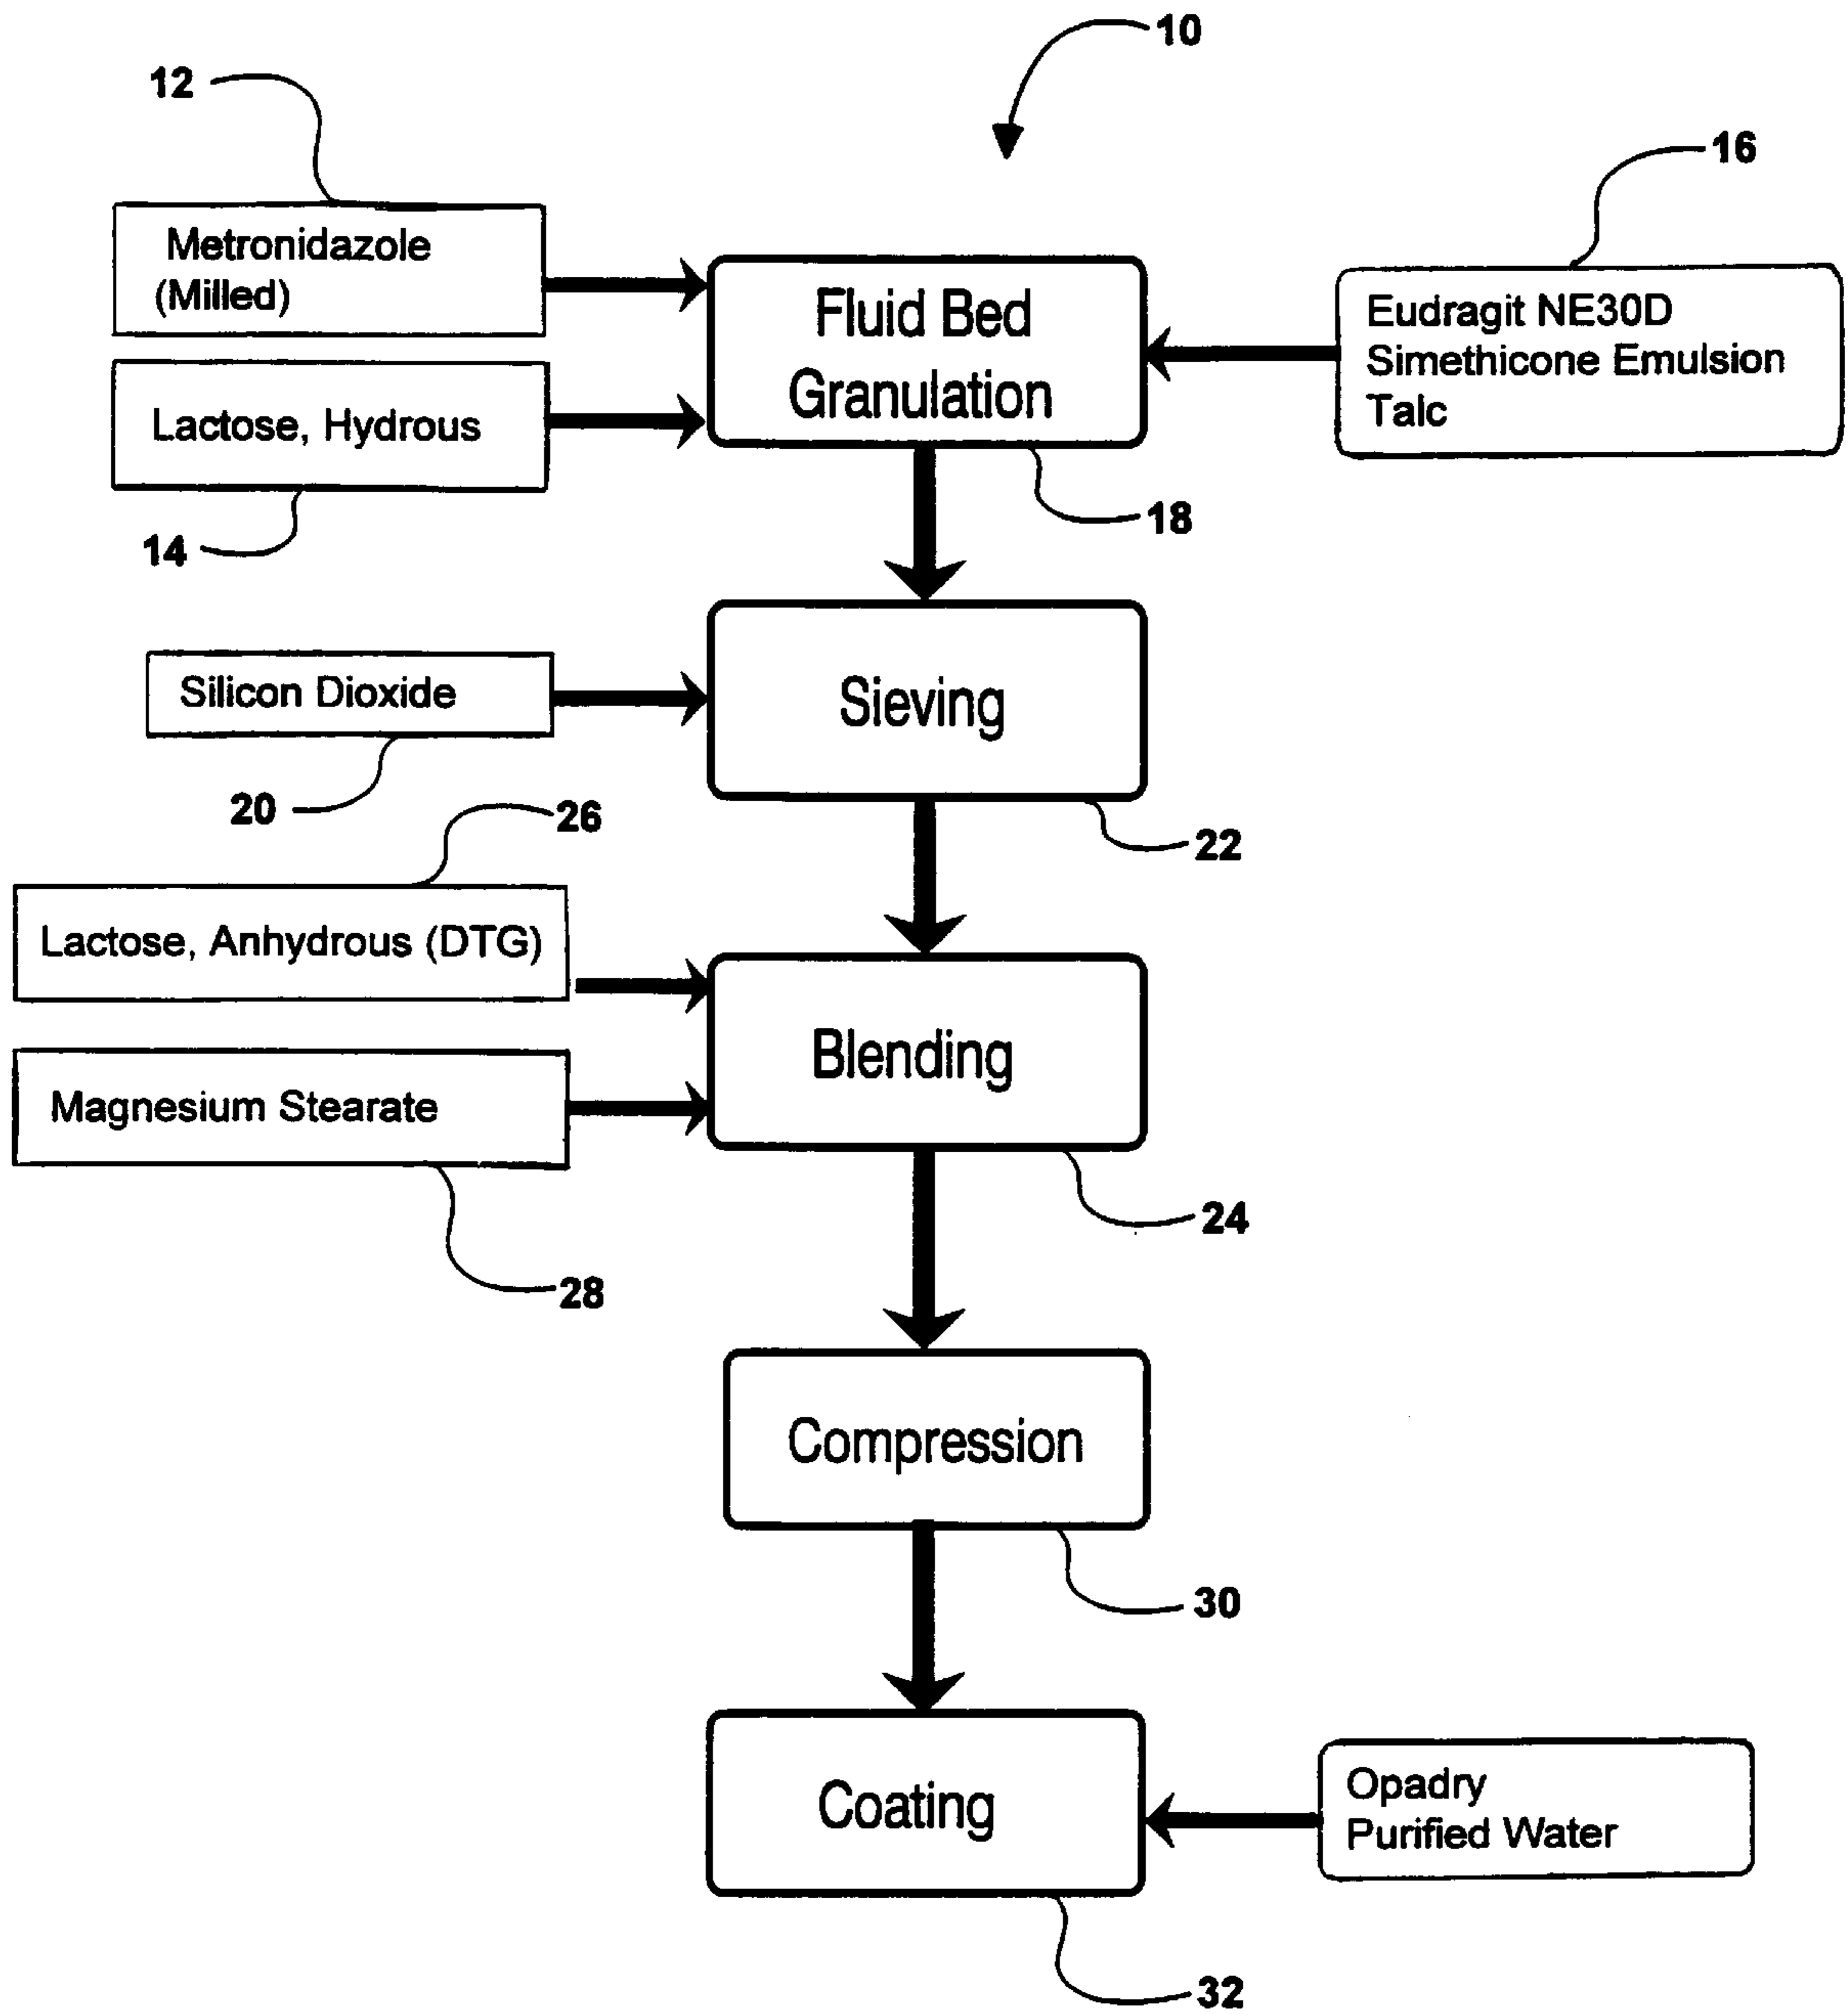 10
12
16
Metronidazole
(Milled)
Fluid Bed
Granulation
Eudragit NE30D
Simethicone Emulsion
Talc
Lactose, Hydrous
14
18
Silicon Dioxide
Sieving
20
26
22
Lactose, Anhydrous (DTG)
Blending
Magnesium Stearate
24
28
Compression
30
Coating
Opadry
Purified Water
32